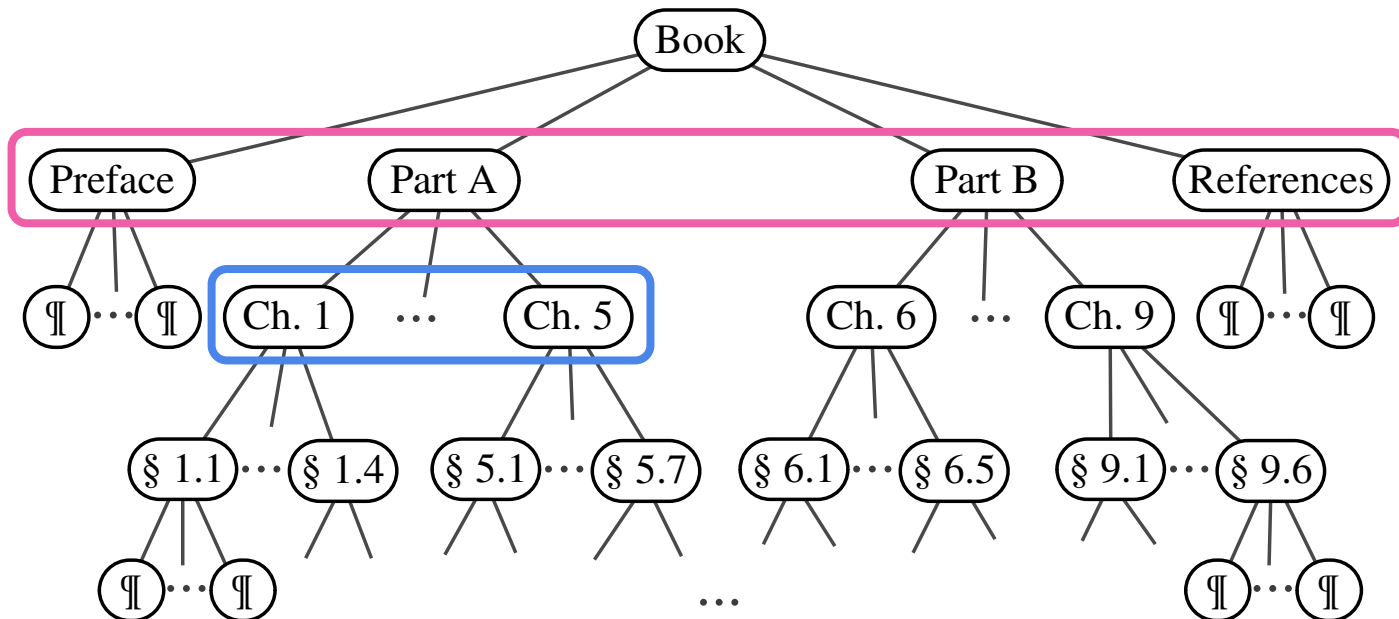 Book
Preface Part A Part B References
¶ ... ¶ Ch. 1 ... Ch. 5 Ch. 6 ... Ch. 9 ¶ ... ¶
§ 1.1 ... § 1.4 § 5.1 ... § 5.7 § 6.1 ... § 6.5 § 9.1 ... § 9.6
¶ ... ¶ ... ¶ ... ¶